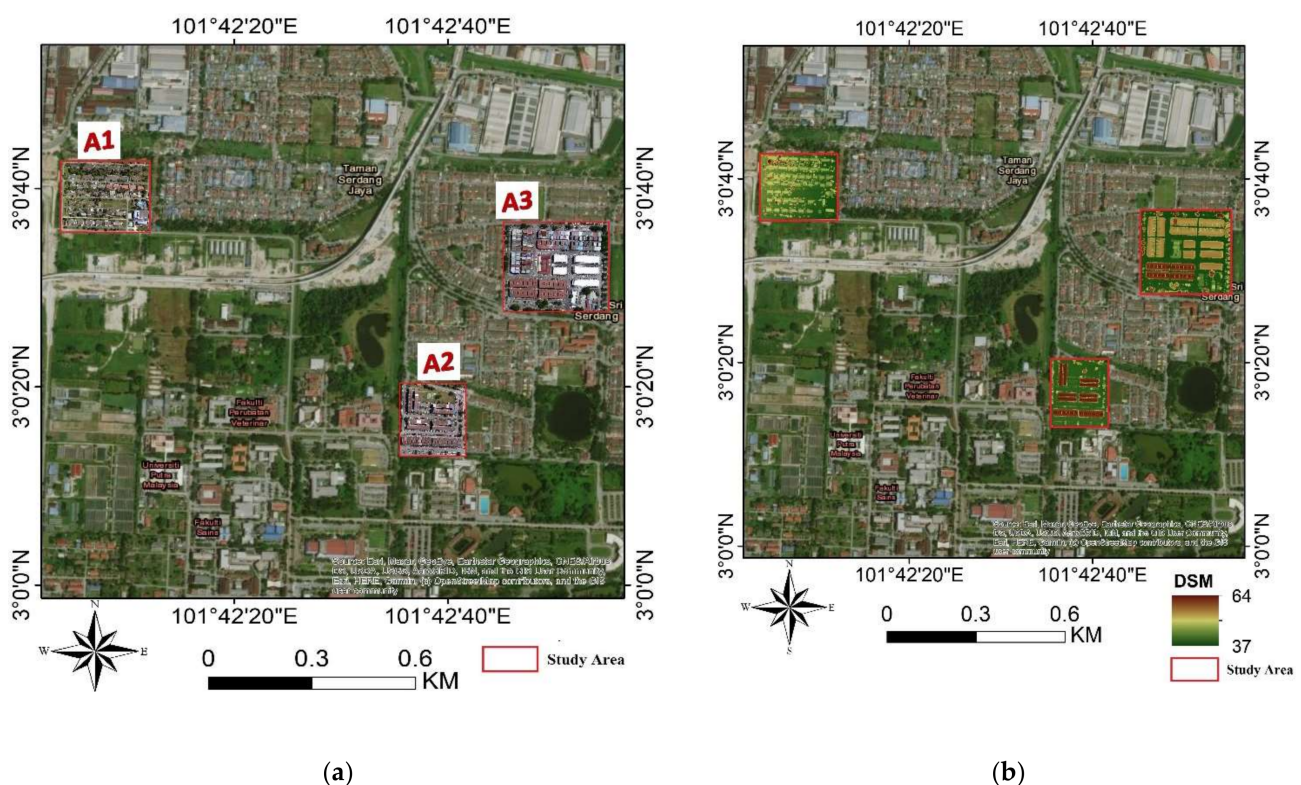 101°42'20"E 101°42'40"E
3°0'40"N
3°0'20"N
3°0'0"N
A1
A2
A3
Taman
Serdang
Jaya
Sri
Serdang
Fakulti
Perubatan
Veterinar
Universiti
Putra
Malaysia
Fakulti
Sains
3°0'40"N
3°0'20"N
3°0'0"N
101°42'20"E 101°42'40"E
N
W E
0 0.3 0.6
KM
Study Area
(a)
101°42'20"E 101°42'40"E
3°0'40"N
3°0'20"N
3°0'0"N
Taman
Serdang
Jaya
Sri
Serdang
Fakulti
Perubatan
Veterinar
Universiti
Putra
Malaysia
Fakulti
Sains
3°0'40"N
3°0'20"N
3°0'0"N
101°42'20"E 101°42'40"E
N
W E
S
0 0.3 0.6
KM
DSM
64
37
Study Area
(b)